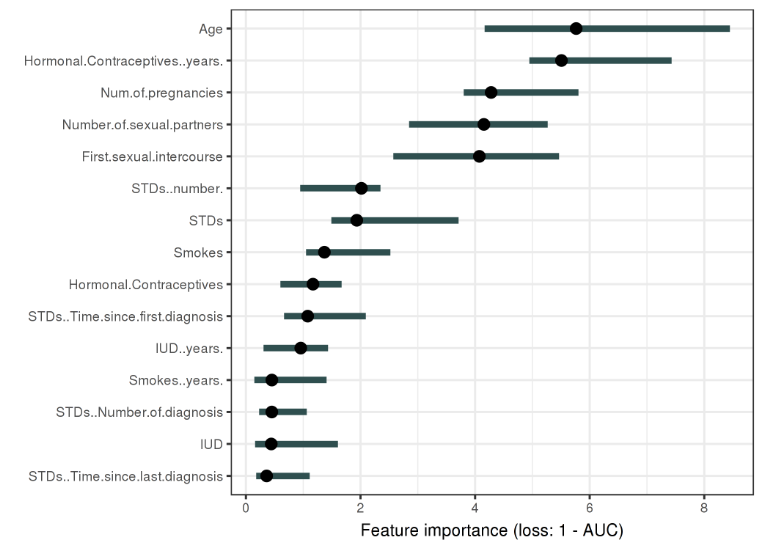 Age
Hormonal.Contraceptives..years.
Num.of.pregnancies
Number.of.sexual.partners
First.sexual.intercourse
STDs..number.
STDs
Smokes
Hormonal.Contraceptives
STDs..Time.since.first.diagnosis
IUD..years.
Smokes..years.
STDs..Number.of.diagnosis
IUD
STDs..Time.since.last.diagnosis
0 2 4 6 8
Feature importance (loss: 1 - AUC)